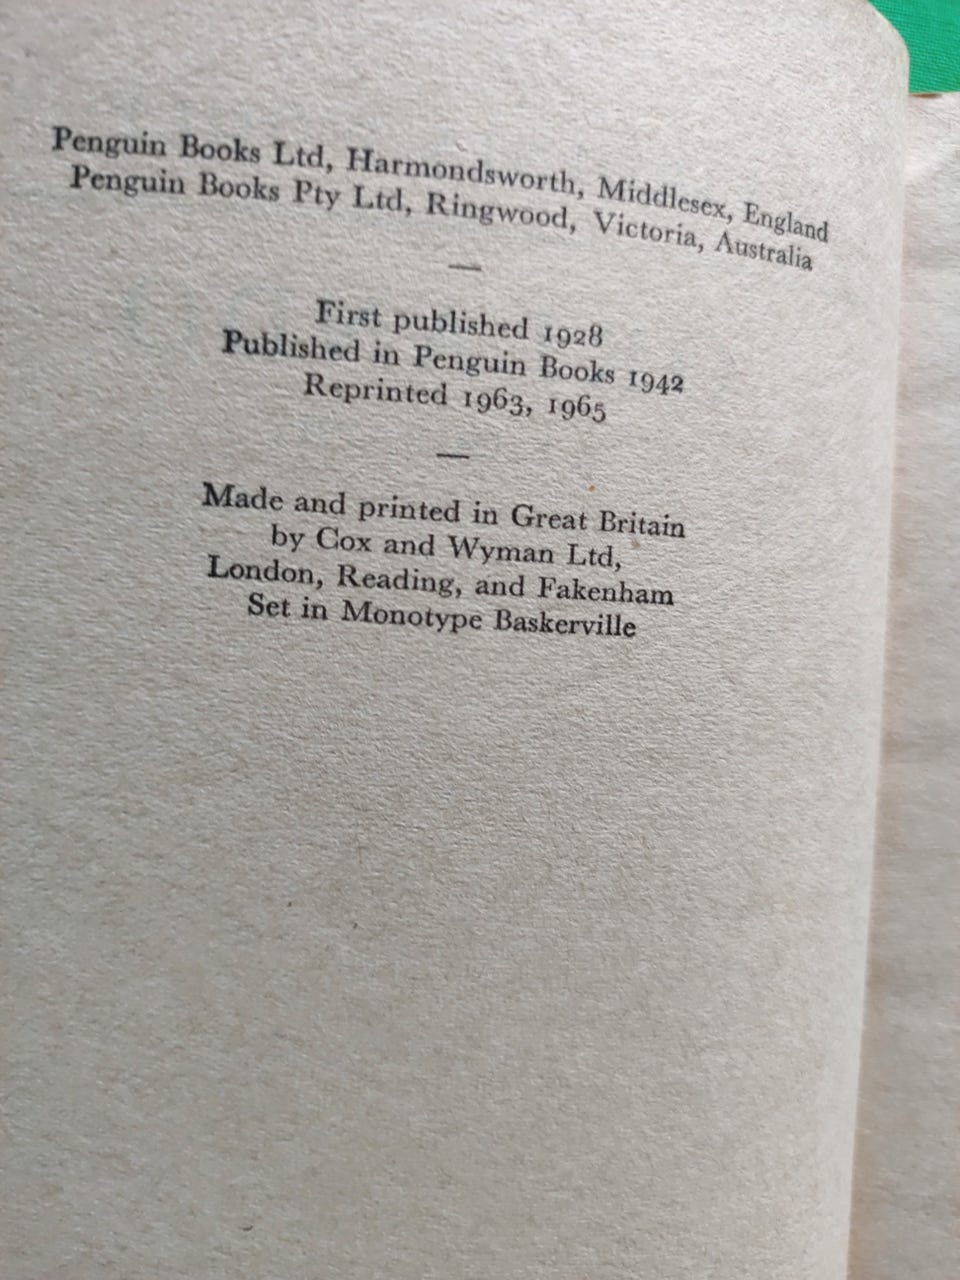 Penguin Books Ltd, Harmondsworth, Middlesex, England
Penguin Books Pty Ltd, Ringwood, Victoria, Australia
—
First published 1928
Published in Penguin Books 1942
Reprinted 1963, 1965
—
Made and printed in Great Britain
by Cox and Wyman Ltd,
London, Reading, and Fakenham
Set in Monotype Baskerville